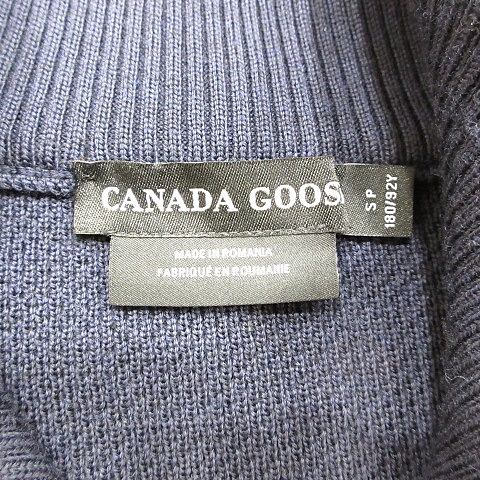 CANADA GOOS
S P
180/92Y
MADE IN ROMANIA
FABRIQUÉ EN ROUMANIE